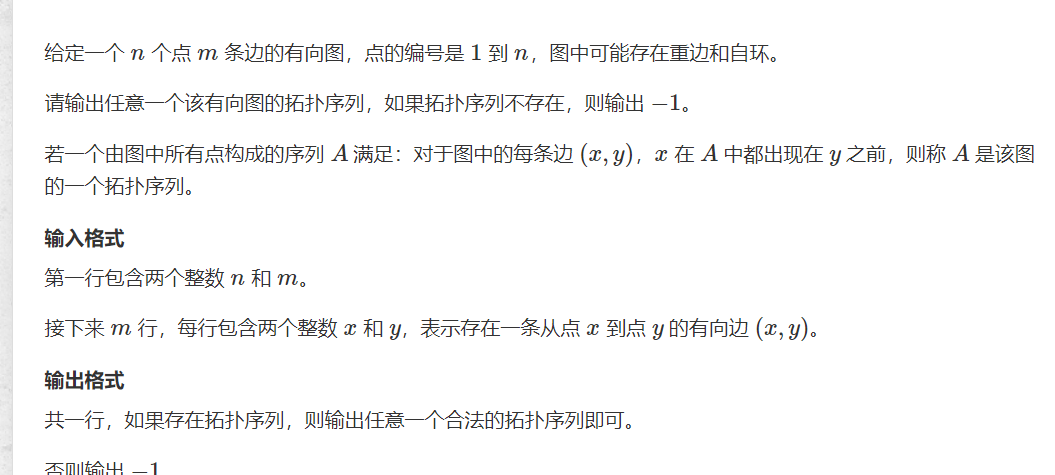 给定一个 n 个点 m 条边的有向图，点的编号是 1 到 n，图中可能存在重边和自环。
请输出任意一个该有向图的拓扑序列，如果拓扑序列不存在，则输出 −1。
若一个由图中所有点构成的序列 A 满足：对于图中的每条边 (x, y)，x 在 A 中都出现在 y 之前，则称 A 是该图
的一个拓扑序列。
输入格式
第一行包含两个整数 n 和 m。
接下来 m 行，每行包含两个整数 x 和 y，表示存在一条从点 x 到点 y 的有向边 (x, y)。
输出格式
共一行，如果存在拓扑序列，则输出任意一个合法的拓扑序列即可。
否则输出 −1